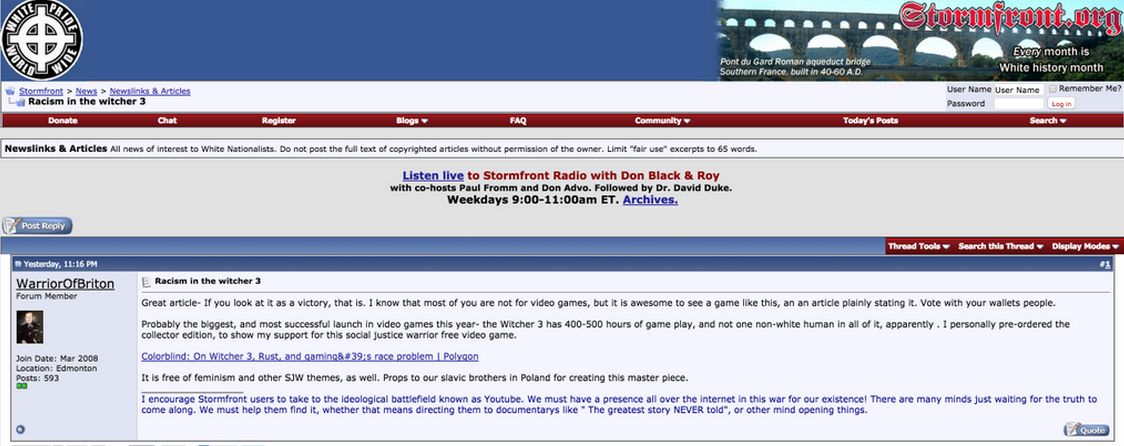 WHITE PRIDE
WORLD WIDE
Stormfront.org
Every month is
White history month
Pont du Gard Roman aqueduct bridge
Southern France, built in 40-60 A.D.
Stormfront > News > Newslinks & Articles
Racism in the witcher 3
User Name User Name Remember Me?
Password Log in
Donate Chat Register Blogs FAQ Community Today's Posts Search
Newslinks & Articles All news of interest to White Nationalists. Do not post the full text of copyrighted articles without permission of the owner. Limit "fair use" excerpts to 65 words.
Listen live to Stormfront Radio with Don Black & Roy
with co-hosts Paul Fromm and Don Advo. Followed by Dr. David Duke.
Weekdays 9:00-11:00am ET. Archives.
Post Reply
Thread Tools Search this Thread Display Modes
Yesterday, 11:16 PM #1
WarriorOfBriton
Forum Member
Join Date: Mar 2008
Location: Edmonton
Posts: 593
Racism in the witcher 3
Great article- If you look at it as a victory, that is. I know that most of you are not for video games, but it is awesome to see a game like this, an an article plainly stating it. Vote with your wallets people.
Probably the biggest, and most successful launch in video games this year- the Witcher 3 has 400-500 hours of game play, and not one non-white human in all of it, apparently . I personally pre-ordered the
collector edition, to show my support for this social justice warrior free video game.
Colorblind: On Witcher 3, Rust, and gaming&#39;s race problem | Polygon
It is free of feminism and other SJW themes, as well. Props to our slavic brothers in Poland for creating this master piece.
I encourage Stormfront users to take to the ideological battlefield known as Youtube. We must have a presence all over the internet in this war for our existence! There are many minds just waiting for the truth to
come along. We must help them find it, whether that means directing them to documentarys like " The greatest story NEVER told", or other mind opening things.
Quote